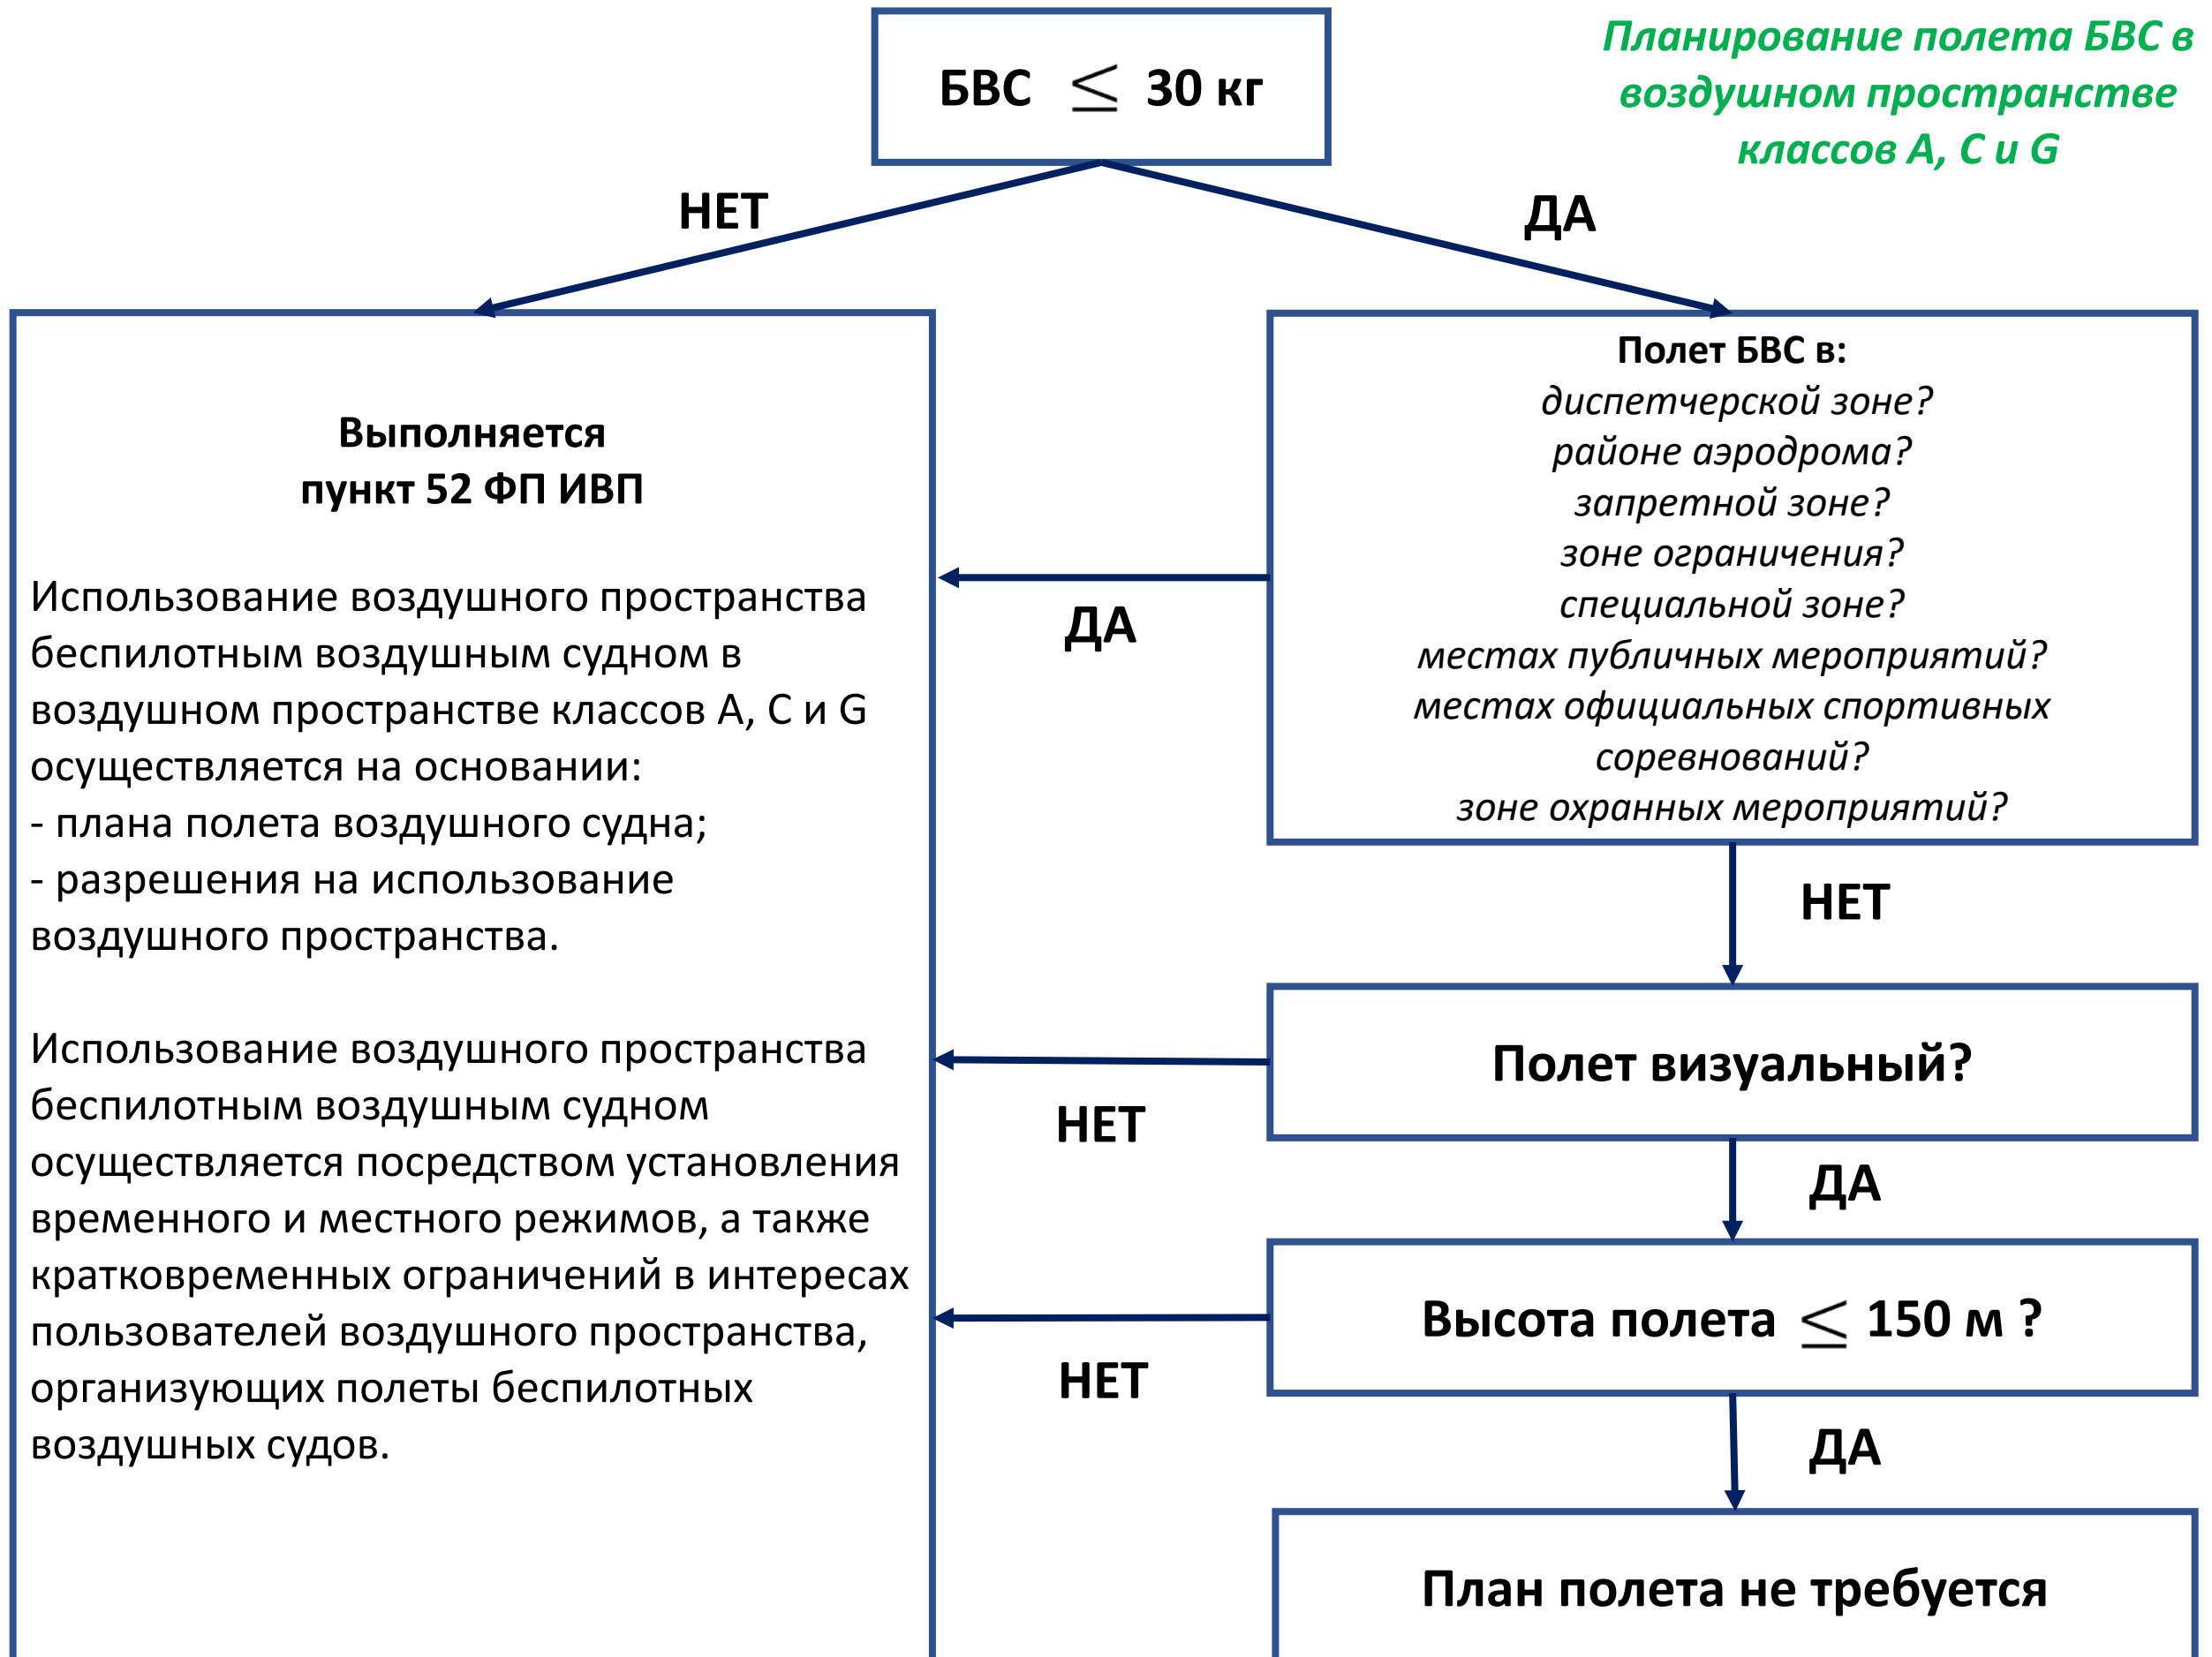 БВС ≤ 30 кг
Планирование полета БВС в
воздушном пространстве
классов А, С и G
НЕТ
ДА
Выполняется
пункт 52 ФП ИВП
Использование воздушного пространства
беспилотным воздушным судном в
воздушном пространстве классов А, С и G
осуществляется на основании:
- плана полета воздушного судна;
- разрешения на использование
воздушного пространства.
Использование воздушного пространства
беспилотным воздушным судном
осуществляется посредством установления
временного и местного режимов, а также
кратковременных ограничений в интересах
пользователей воздушного пространства,
организующих полеты беспилотных
воздушных судов.
Полет БВС в:
диспетчерской зоне?
районе аэродрома?
запретной зоне?
зоне ограничения?
специальной зоне?
местах публичных мероприятий?
местах официальных спортивных
соревнований?
зоне охранных мероприятий?
ДА
НЕТ
Полет визуальный?
НЕТ
ДА
Высота полета ≤ 150 м ?
НЕТ
ДА
План полета не требуется